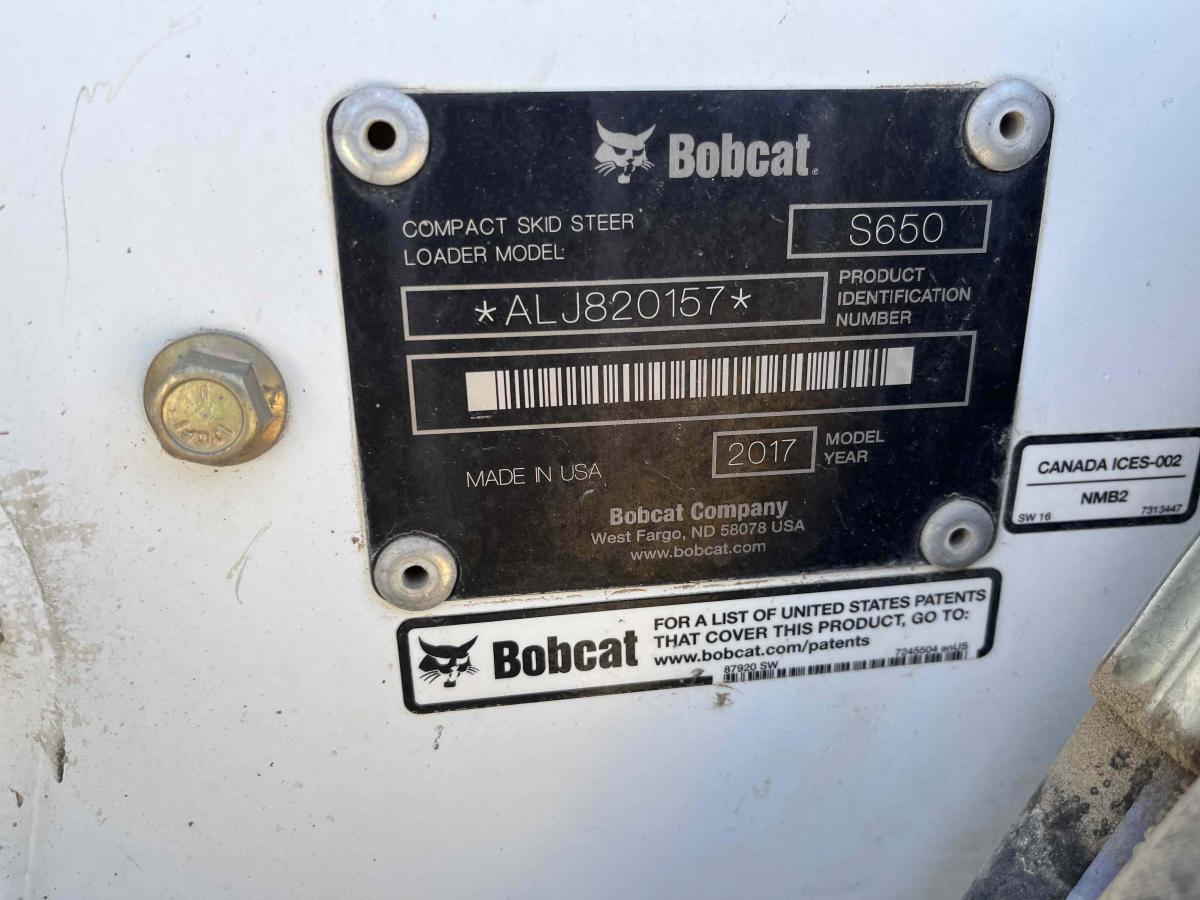 Bobcat®
COMPACT SKID STEER
LOADER MODEL
S650
*ALJ820157*
PRODUCT
IDENTIFICATION
NUMBER
MADE IN USA
2017
MODEL
YEAR
Bobcat Company
West Fargo, ND 58078 USA
www.bobcat.com
CANADA ICES-002
NMB2
SW 16
7313447
Bobcat
FOR A LIST OF UNITED STATES PATENTS
THAT COVER THIS PRODUCT, GO TO:
www.bobcat.com/patents
87920 SW
7245504 enUS